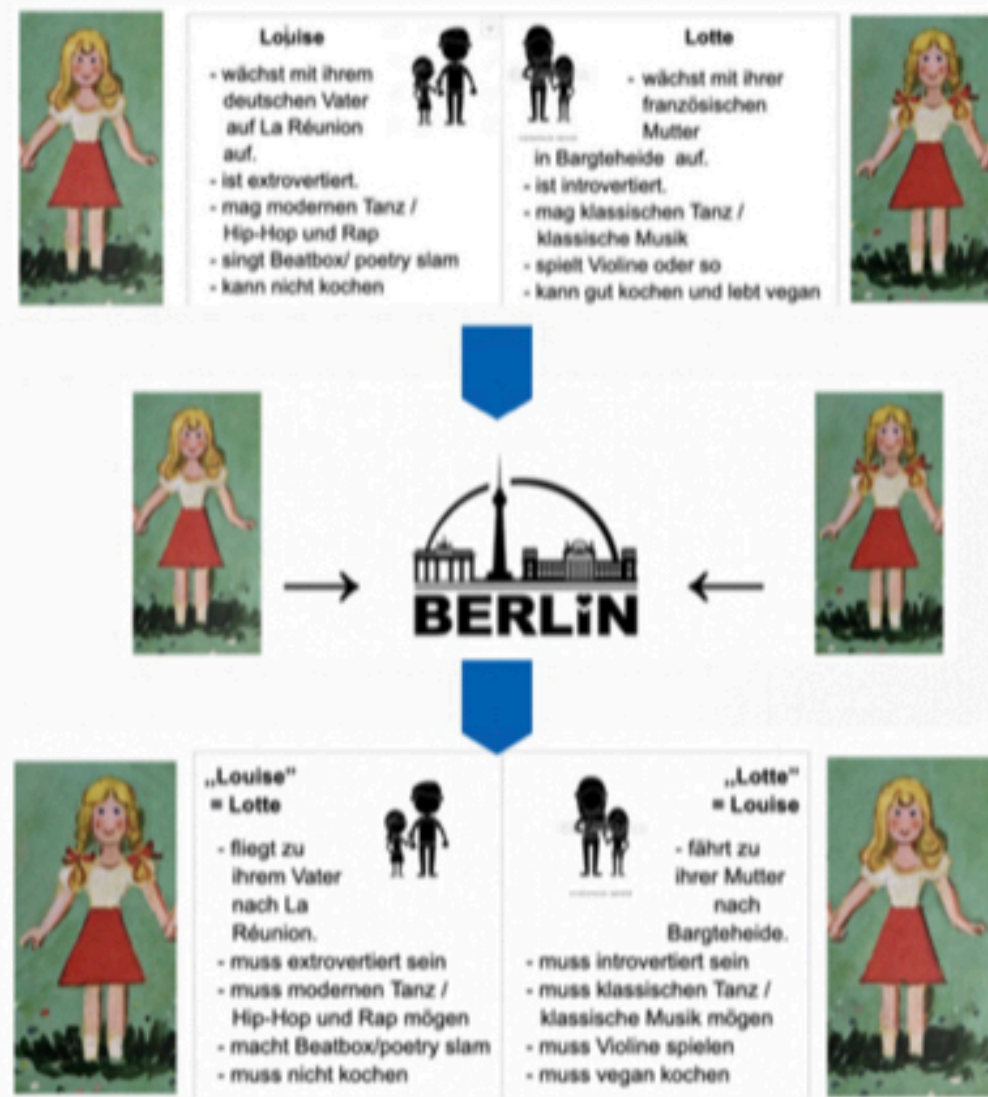 Louise
- wächst mit ihrem
deutschen Vater
auf La Réunion
auf.
- ist extrovertiert.
- mag modernen Tanz /
Hip-Hop und Rap
- singt Beatbox/ poetry slam
- kann nicht kochen
Lotte
- wächst mit ihrer
französischen
Mutter
in Bargteheide auf.
- ist introvertiert.
- mag klassischen Tanz /
klassische Musik
- spielt Violine oder so
- kann gut kochen und lebt vegan
BERLiN
„Louise”
= Lotte
- fliegt zu
ihrem Vater
nach La
Réunion.
- muss extrovertiert sein
- muss modernen Tanz /
Hip-Hop und Rap mögen
- macht Beatbox/poetry slam
- muss nicht kochen
„Lotte”
= Louise
- fährt zu
ihrer Mutter
nach
Bargteheide.
- muss introvertiert sein
- muss klassischen Tanz /
klassische Musik mögen
- muss Violine spielen
- muss vegan kochen